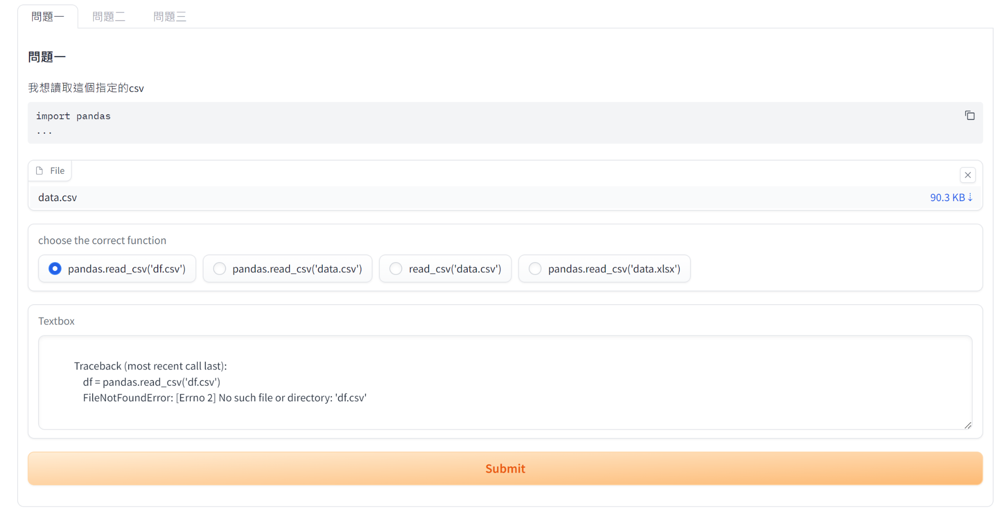 問題一 問題二 問題三
問題一
我想讀取這個指定的csv
import pandas
...
File
data.csv 90.3 KB ⇣
choose the correct function
pandas.read_csv('df.csv') pandas.read_csv('data.csv') read_csv('data.csv') pandas.read_csv('data.xlsx')
Textbox
Traceback (most recent call last):
df = pandas.read_csv('df.csv')
FileNotFoundError: [Errno 2] No such file or directory: 'df.csv'
Submit